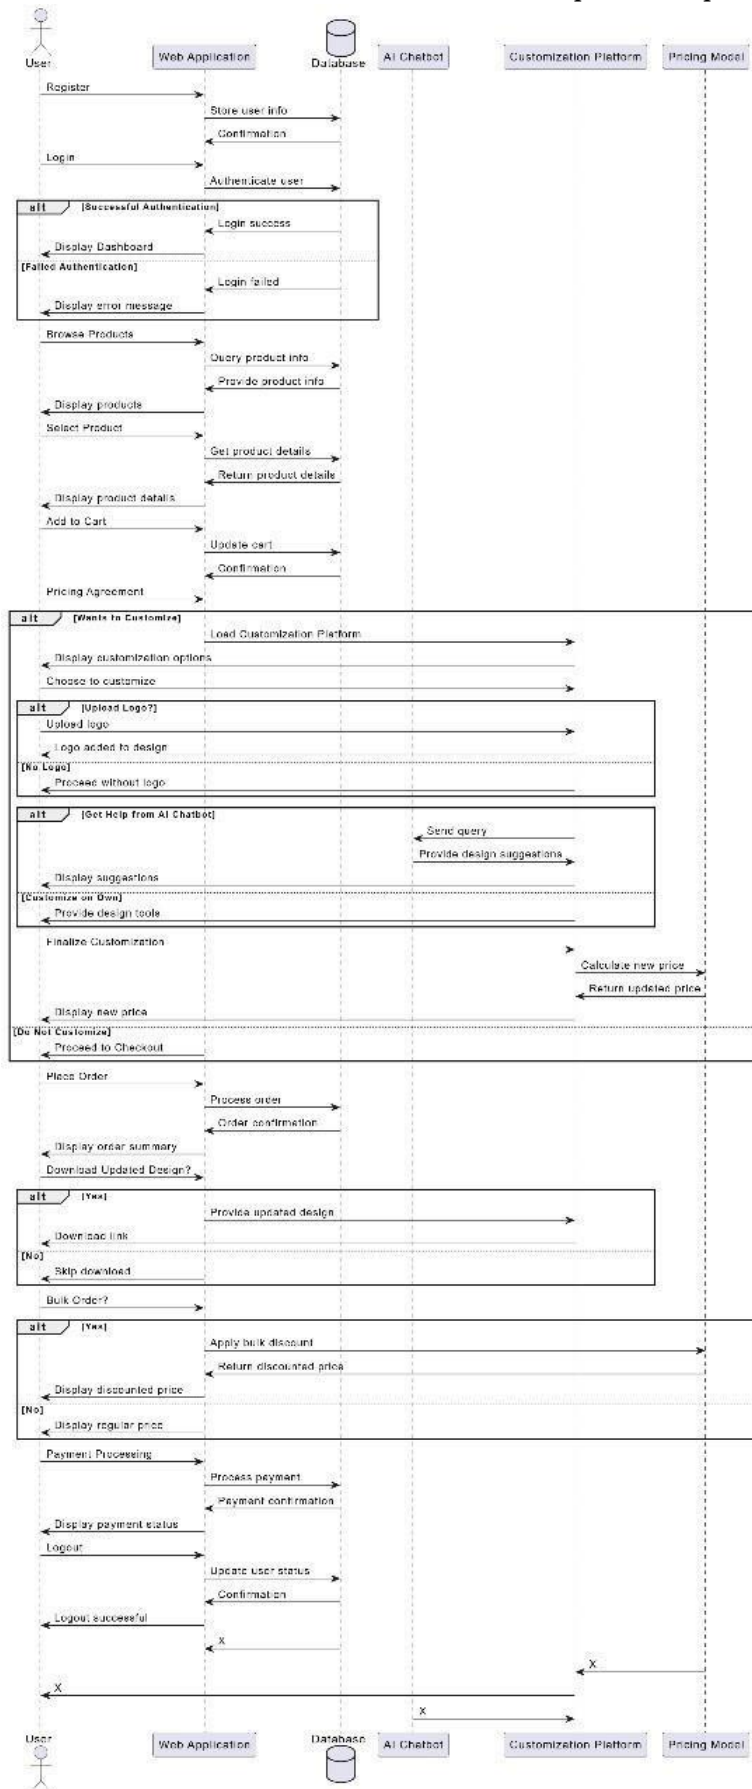 User
Web Application
Database
AI Chatbot
Customization Platform
Pricing Model
Register
Store user info
Confirmation
Login
Authenticate user
alt [Successful Authentication]
Login success
Display Dashboard
[Failed Authentication]
Login failed
Display error message
Browse Products
Query product info
Provide product info
Display products
Select Product
Get product details
Return product details
Display product details
Add to Cart
Update cart
Confirmation
Pricing Agreement
alt [Wants to Customize]
Load Customization Platform
Display customization options
Choose to customize
alt [Upload Logo?]
Upload logo
Logo added to design
[No Logo]
Proceed without logo
alt [Get Help from AI Chatbot]
Send query
Provide design suggestions
Display suggestions
[Customize on Own]
Provide design tools
Finalize Customization
Calculate new price
Return updated price
Display new price
[Do Not Customize]
Proceed to Checkout
Place Order
Process order
Order confirmation
Display order summary
Download Updated Design?
alt [Yes]
Provide updated design
Download link
[No]
Skip download
Bulk Order?
alt [Yes]
Apply bulk discount
Return discounted price
Display discounted price
[No]
Display regular price
Payment Processing
Process payment
Payment confirmation
Display payment status
Logout
Update user status
Confirmation
Logout successful
X
X
X
X
User
Web Application
Database
AI Chatbot
Customization Platform
Pricing Model